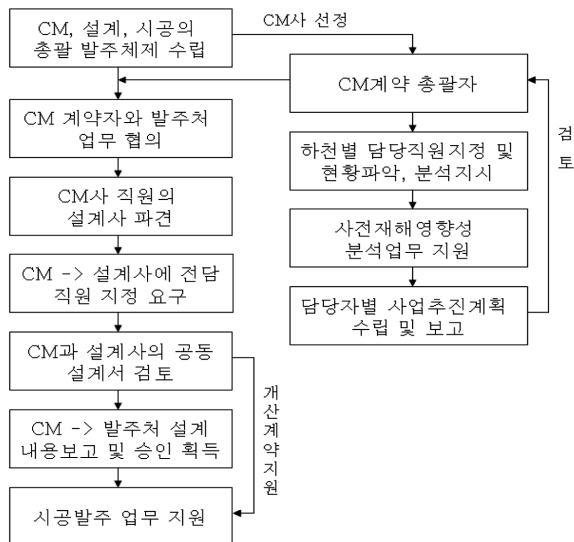 CM, 설계, 시공의
총괄 발주체제 수립
CM사 선정
CM계약 총괄자
CM 계약자와 발주처
업무 협의
하천별 담당직원지정 및
현황파악, 분석지시
검토
CM사 직원의
설계사 파견
사전재해영향성
분석업무 지원
CM -> 설계사에 전담
직원 지정 요구
담당자별 사업추진계획
수립 및 보고
CM과 설계사의 공동
설계서 검토
개산계약지원
CM -> 발주처 설계
내용보고 및 승인 획득
시공발주 업무 지원